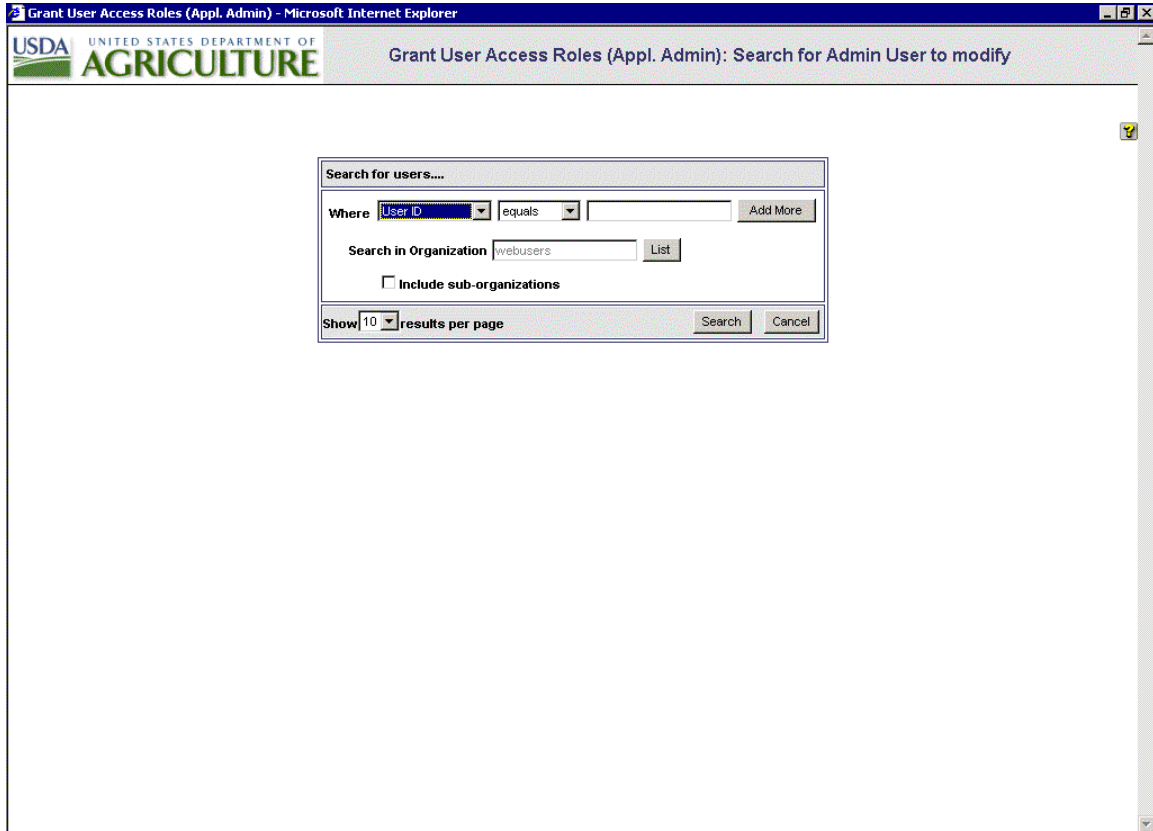 Grant User Access Roles (Appl. Admin) - Microsoft Internet Explorer
USDA UNITED STATES DEPARTMENT OF
AGRICULTURE
Grant User Access Roles (Appl. Admin): Search for Admin User to modify
?
Search for users....
Where User ID equals Add More
Search in Organization webusers List
Include sub-organizations
Show 10 results per page Search Cancel